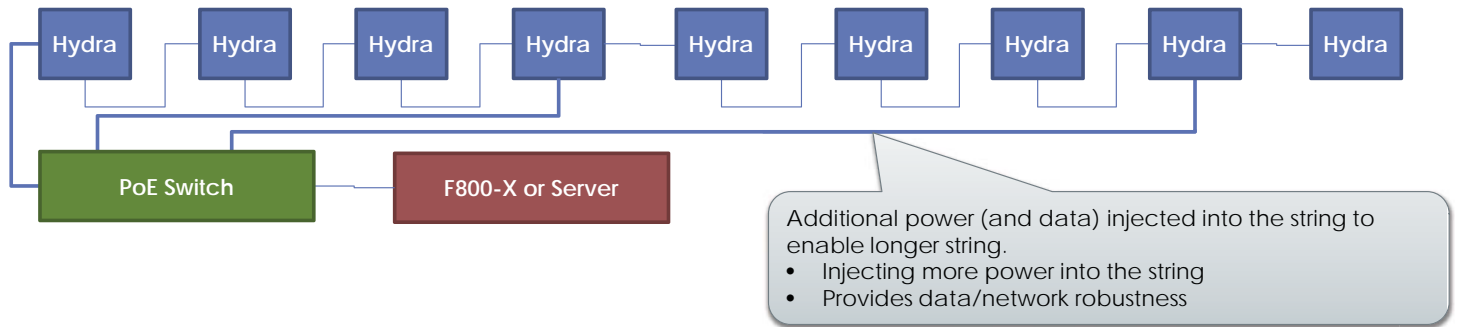 Hydra Hydra Hydra Hydra Hydra Hydra Hydra Hydra Hydra
PoE Switch
F800-X or Server
Additional power (and data) injected into the string to
enable longer string.
• Injecting more power into the string
• Provides data/network robustness